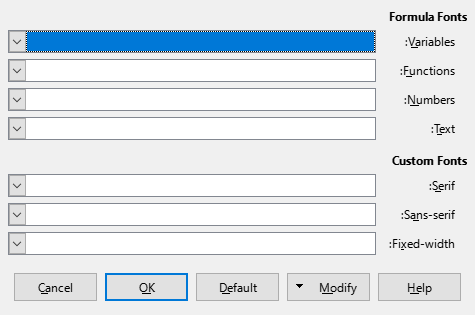 Formula Fonts
Variables:
Functions:
Numbers:
Text:
Custom Fonts
Serif:
Sans-serif:
Fixed-width:
Cancel OK Default Modify Help